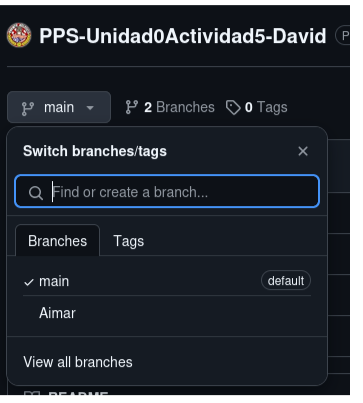 PPS-Unidad0Actividad5-David P
main 2 Branches 0 Tags
Switch branches/tags
Find or create a branch...
Branches Tags
main default
Aimar
View all branches
README